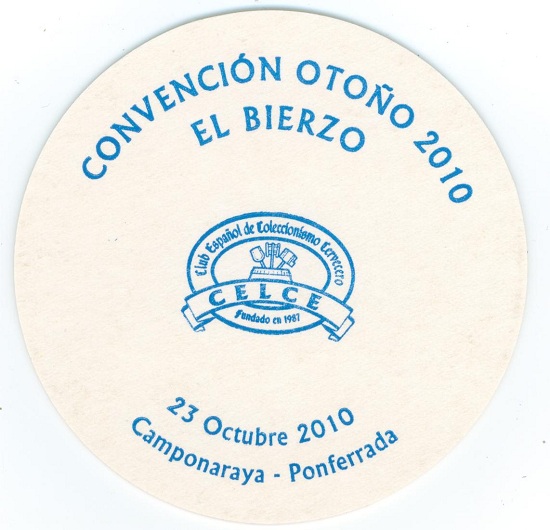 CONVENCIÓN OTOÑO 2010
EL BIERZO
Club Español de Coleccionismo Cervecero
CELCE
Fundado en 1987
23 Octubre 2010
Camponaraya - Ponferrada